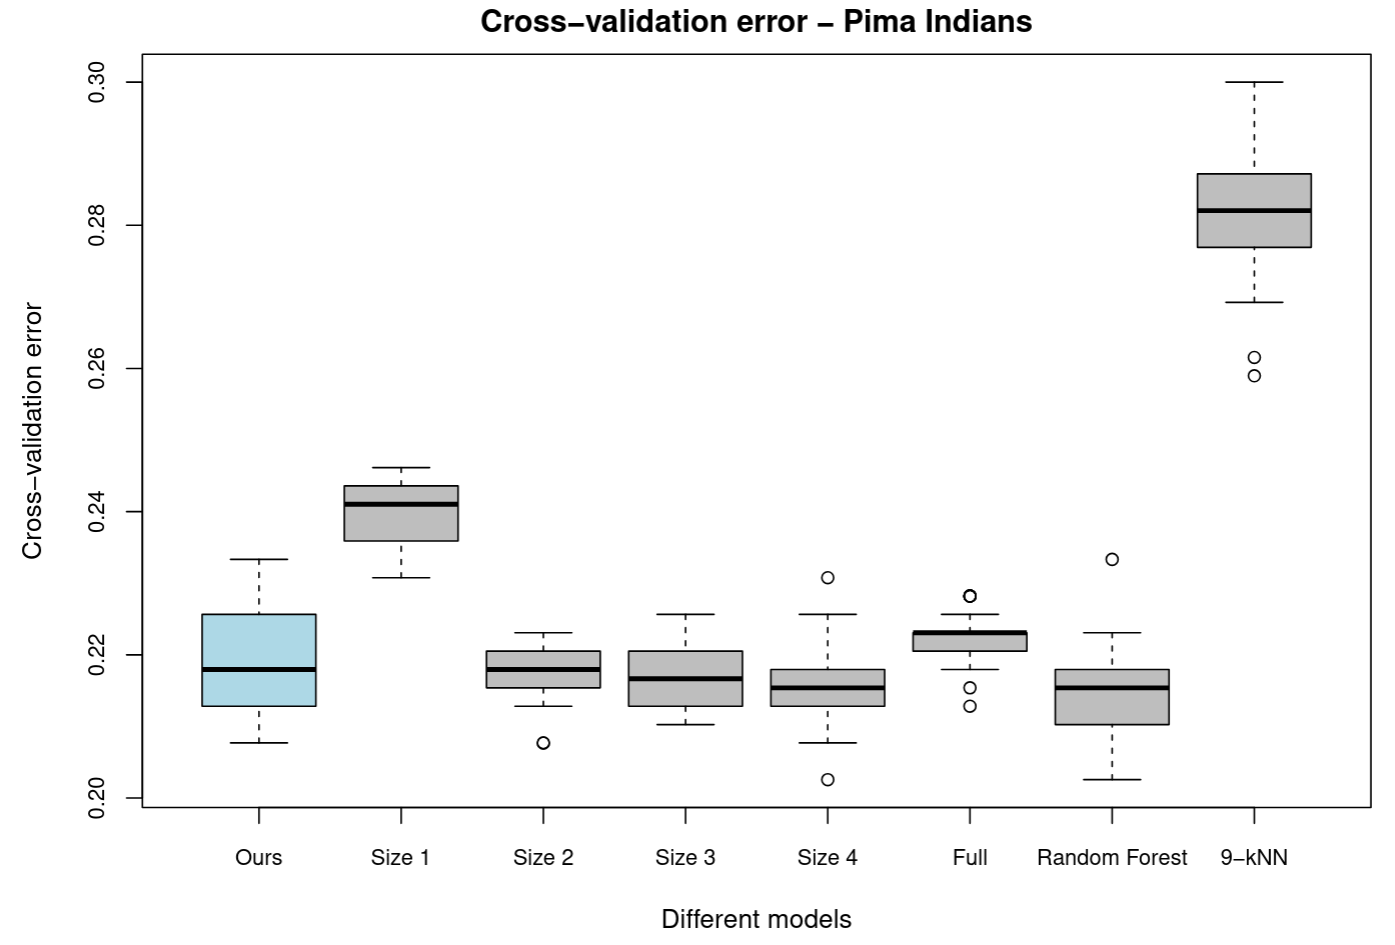 Cross−validation error − Pima Indians
Cross−validation error
0.30
0.28
0.26
0.24
0.22
0.20
Ours Size 1 Size 2 Size 3 Size 4 Full Random Forest 9−kNN
Different models